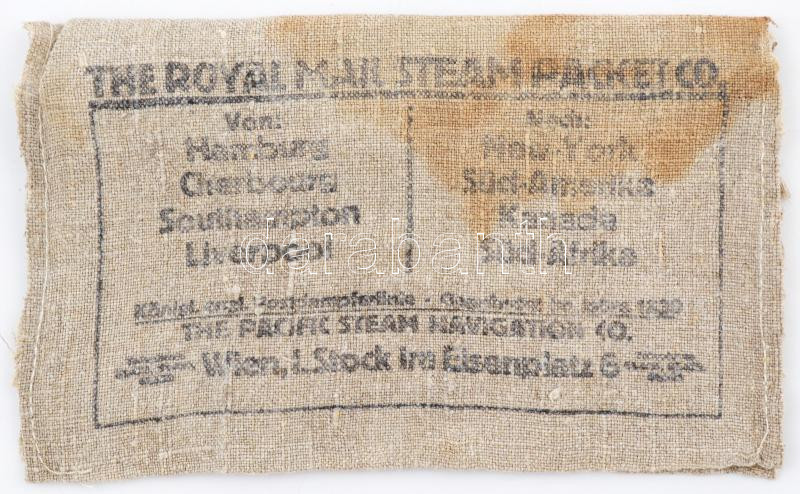 THE ROYAL MAIL STEAM PACKET CO.
Von:
Hamburg
Cherbourg
Southampton
Liverpool
Nach:
New-York
Süd-Amerika
Kanada
Süd-Afrika
darabanth
Königl. engl. Postdampferlinie - Gegründet im Jahre 1839
THE PACIFIC STEAM NAVIGATION CO.
Wien, I. Stock im Eisenplatz 6